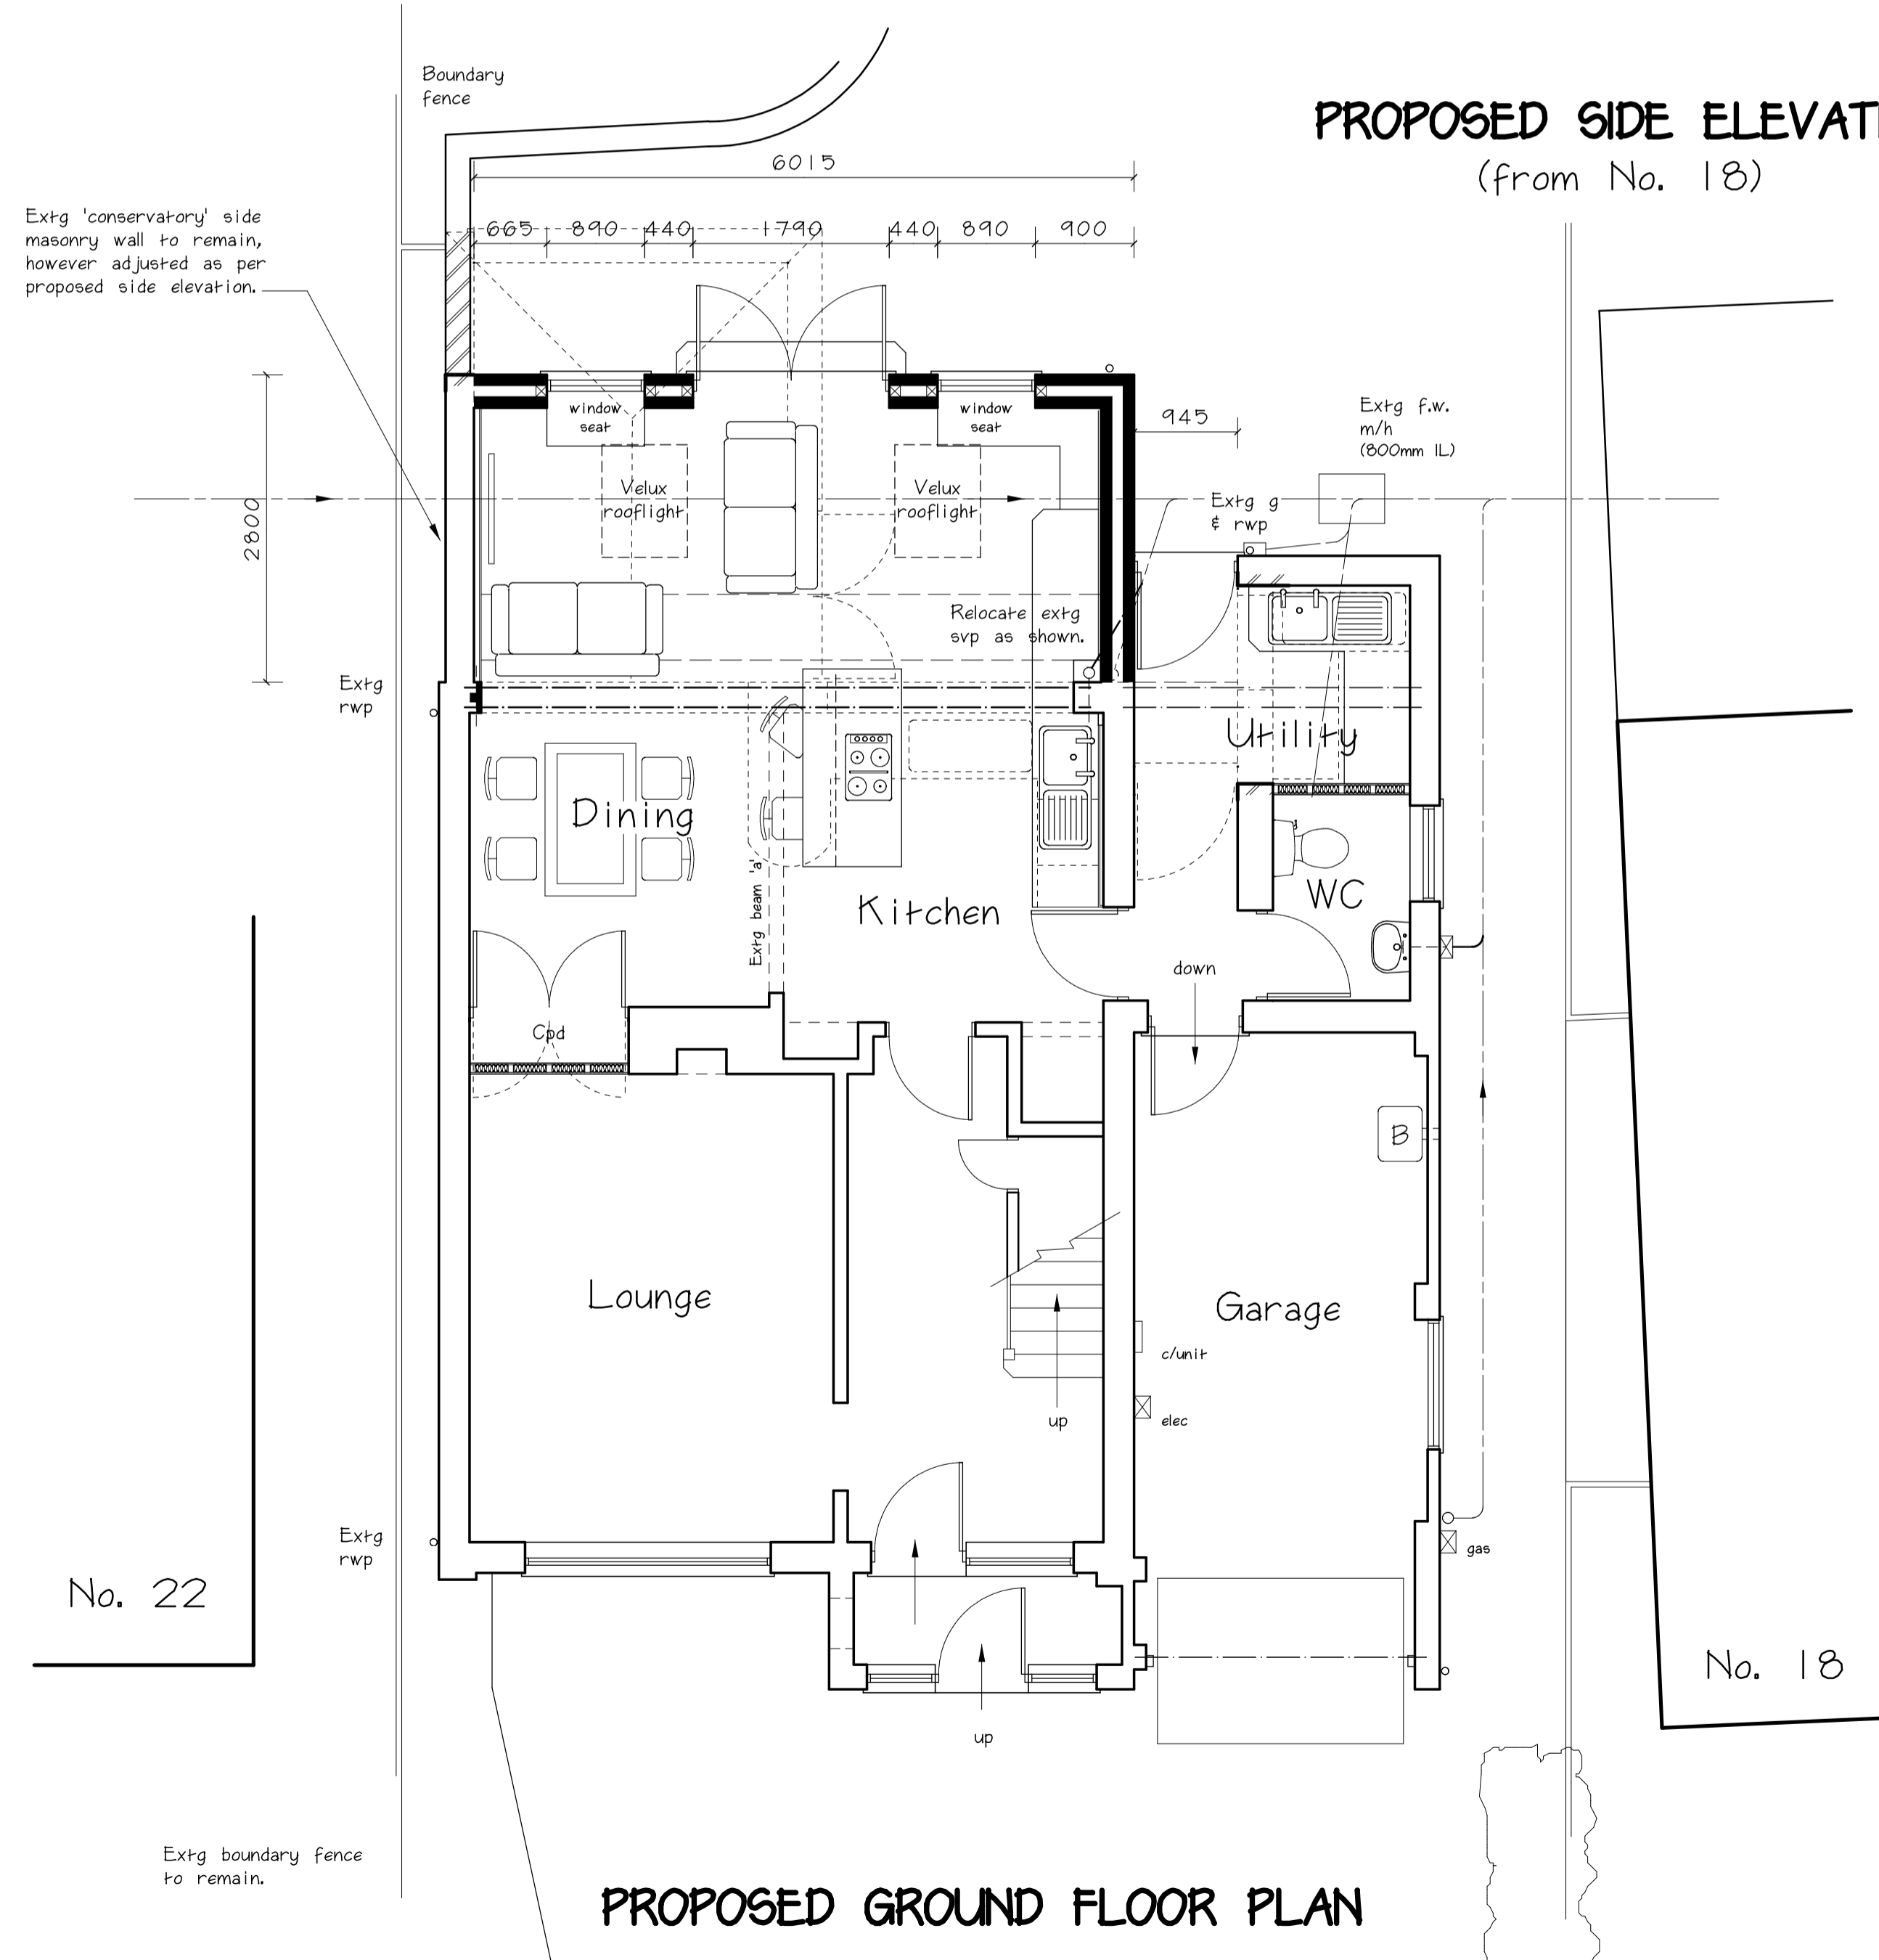 Boundary
fence
PROPOSED SIDE ELEVATI
(from No. 18)
6015
Extg 'conservatory' side
masonry wall to remain,
however adjusted as per
proposed side elevation.
665 890 440 1790 440 890 900
window
seat
window
seat
945
Extg f.w.
m/h
(800mm IL)
2800
Velux
rooflight
Velux
rooflight
Extg g
& rwp
Relocate extg
svp as shown.
Extg
rwp
Utility
Dining
Extg beam 'a'
Kitchen
WC
down
Cpd
B
Lounge
Garage
c/unit
up
elec
Extg
rwp
gas
No. 22
No. 18
up
Extg boundary fence
to remain.
PROPOSED GROUND FLOOR PLAN